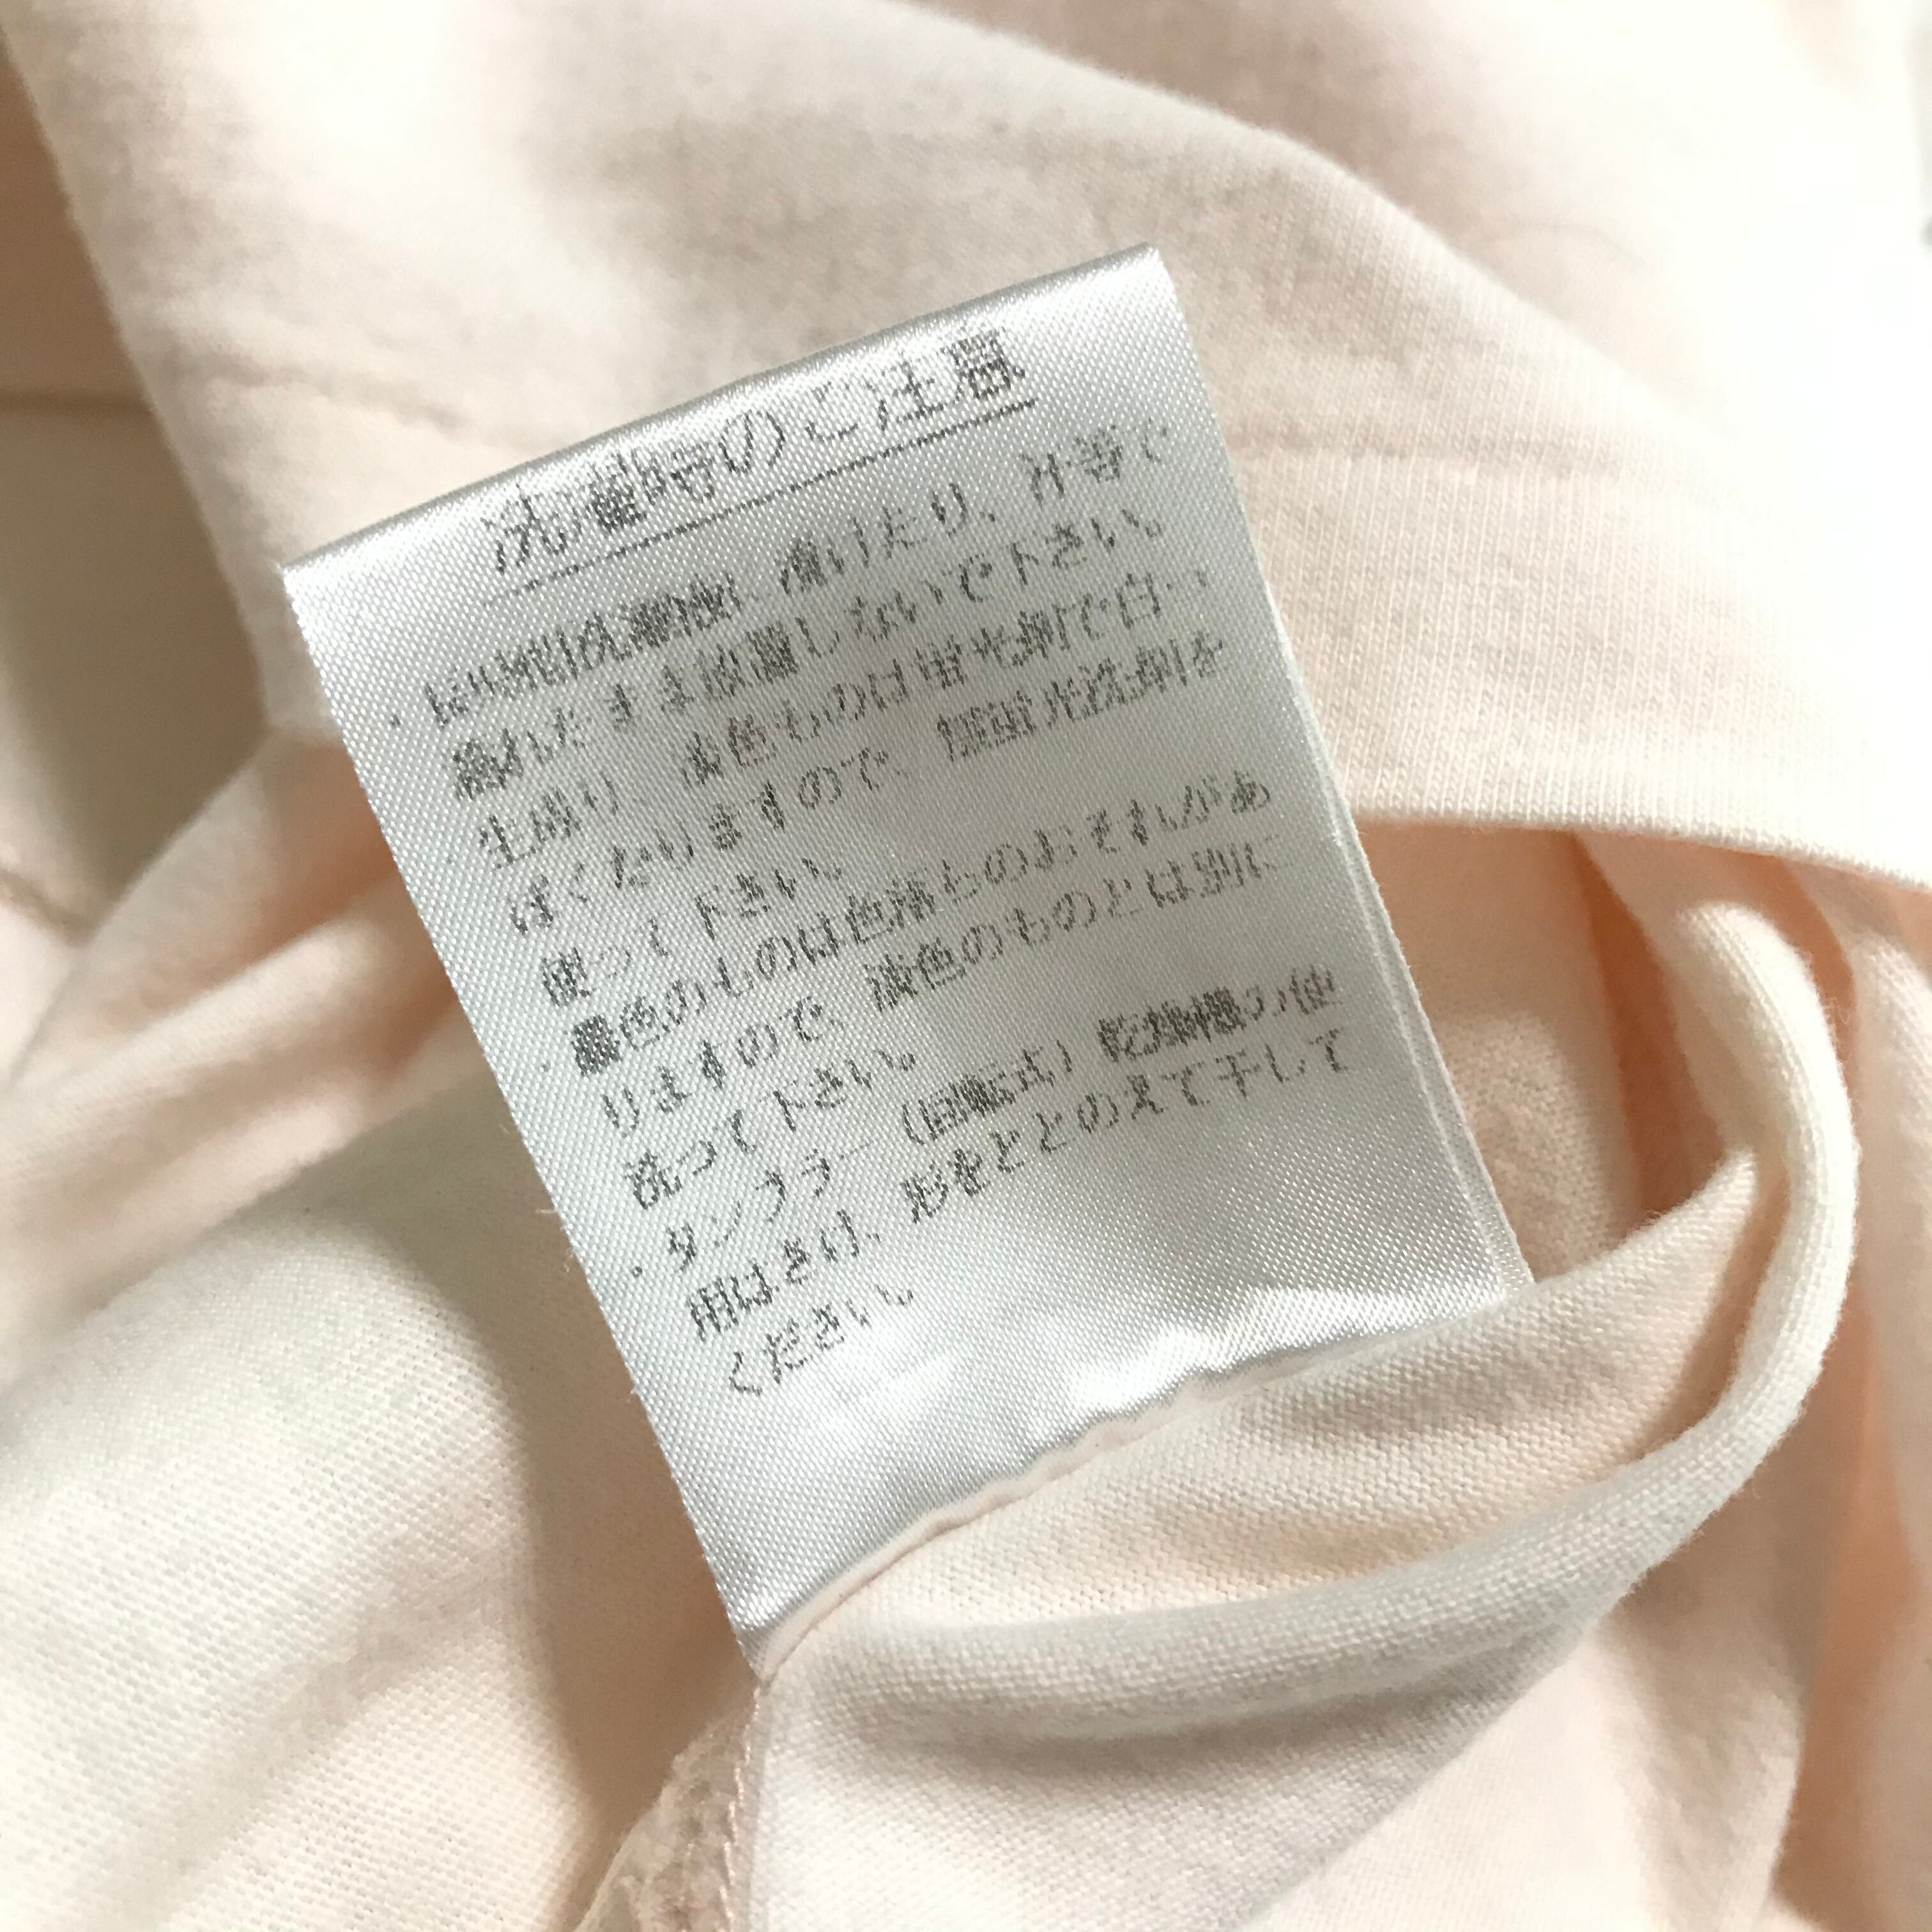 洗濯時のご注意
・長時間洗濯液に漬けたり、汗等で
濡れたまま放置しないで下さい。
・生成り、淡色ものは蛍光剤で白っ
ぽくなりますので、無蛍光洗剤を
使って下さい。
・濃色のものは色落とのおそれがあ
りますので、淡色のものとは別に
洗って下さい。
・タンブラー(回転式)乾燥機の使
用はさけ、形をととのえて干して
ください。